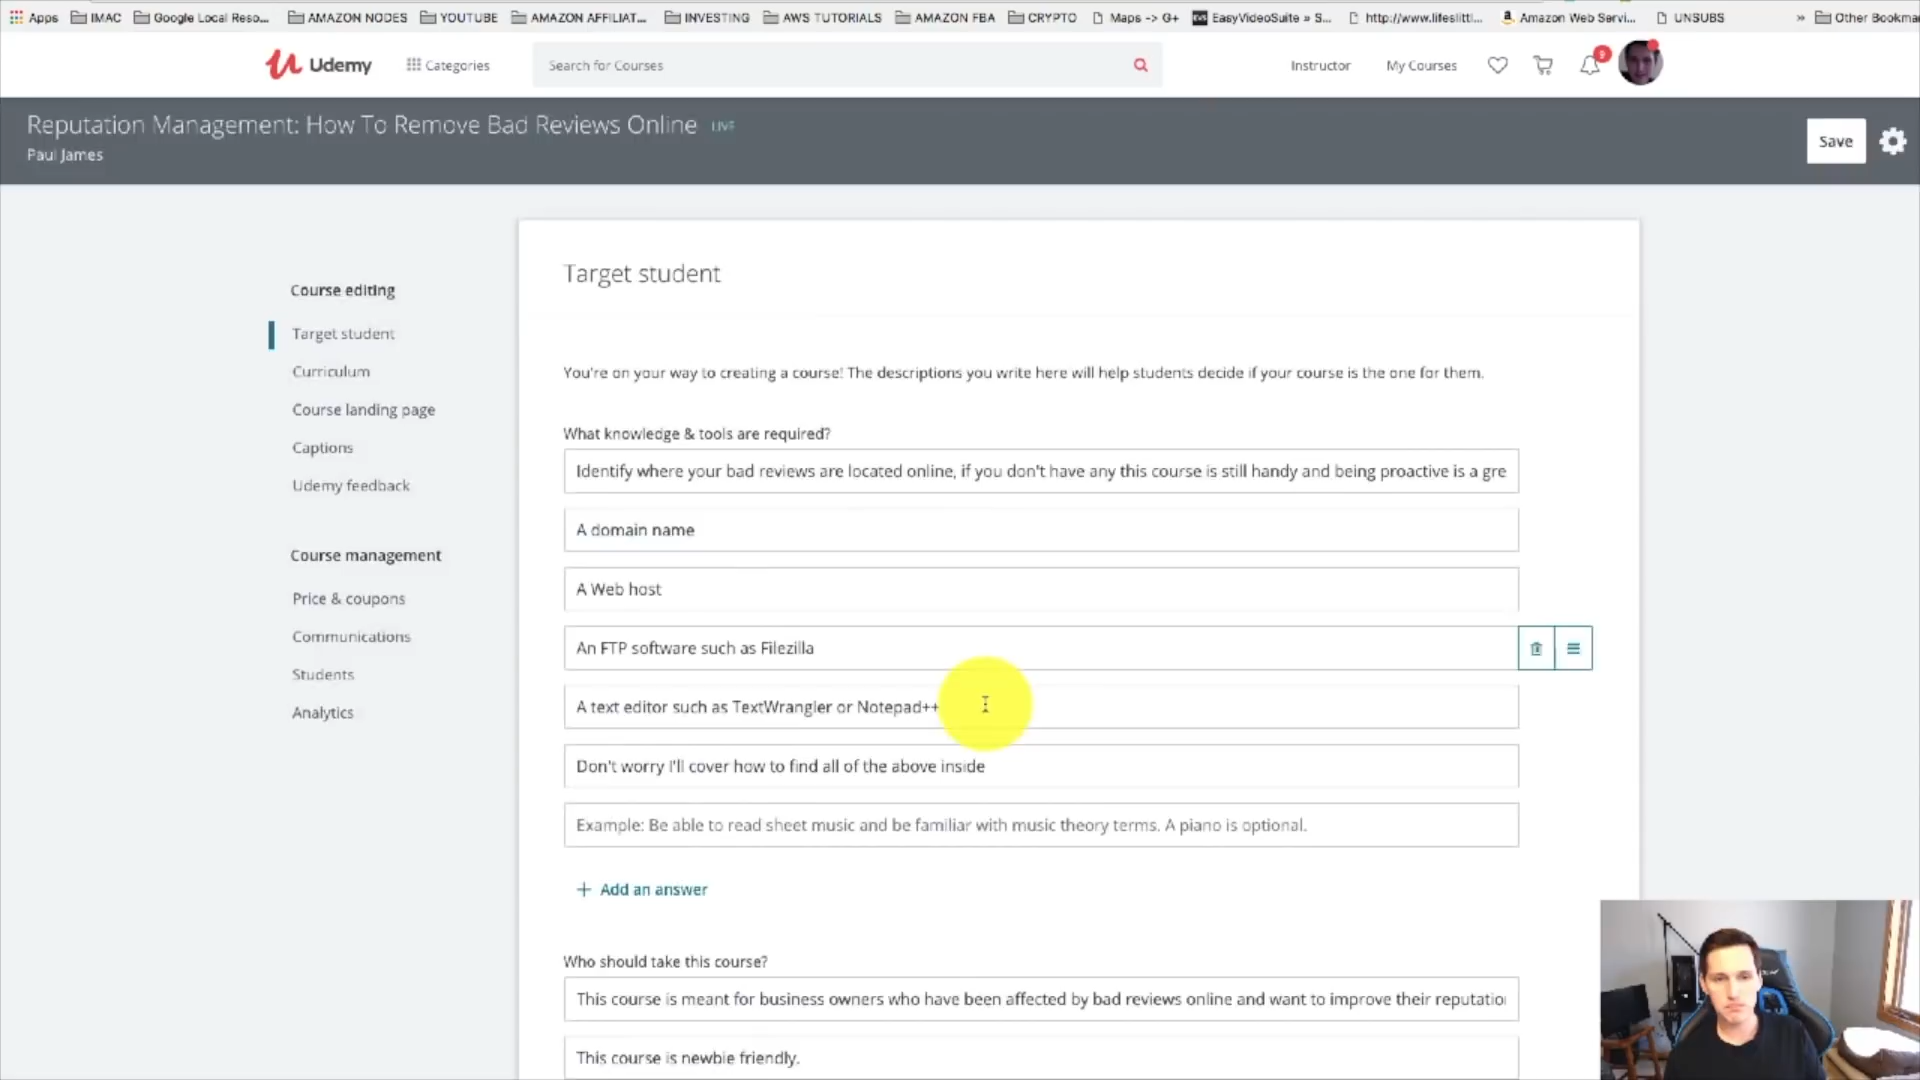 Apps IMAC Google Local Reso... AMAZON NODES YOUTUBE AMAZON AFFILIAT... INVESTING AWS TUTORIALS AMAZON FBA CRYPTO Maps -> G+ EasyVideoSuite » S... http://www.lifeslittl... Amazon Web Servi... UNSUBS » Other Bookma
Udemy Categories Search for Courses Instructor My Courses 9
Reputation Management: How To Remove Bad Reviews Online LIVE
Paul James
Save
Course editing
Target student
Curriculum
Course landing page
Captions
Udemy feedback
Course management
Price & coupons
Communications
Students
Analytics
Target student
You're on your way to creating a course! The descriptions you write here will help students decide if your course is the one for them.
What knowledge & tools are required?
Identify where your bad reviews are located online, if you don't have any this course is still handy and being proactive is a gre
A domain name
A Web host
An FTP software such as Filezilla
A text editor such as TextWrangler or Notepad++
Don't worry I'll cover how to find all of the above inside
Example: Be able to read sheet music and be familiar with music theory terms. A piano is optional.
+ Add an answer
Who should take this course?
This course is meant for business owners who have been affected by bad reviews online and want to improve their reputatio
This course is newbie friendly.